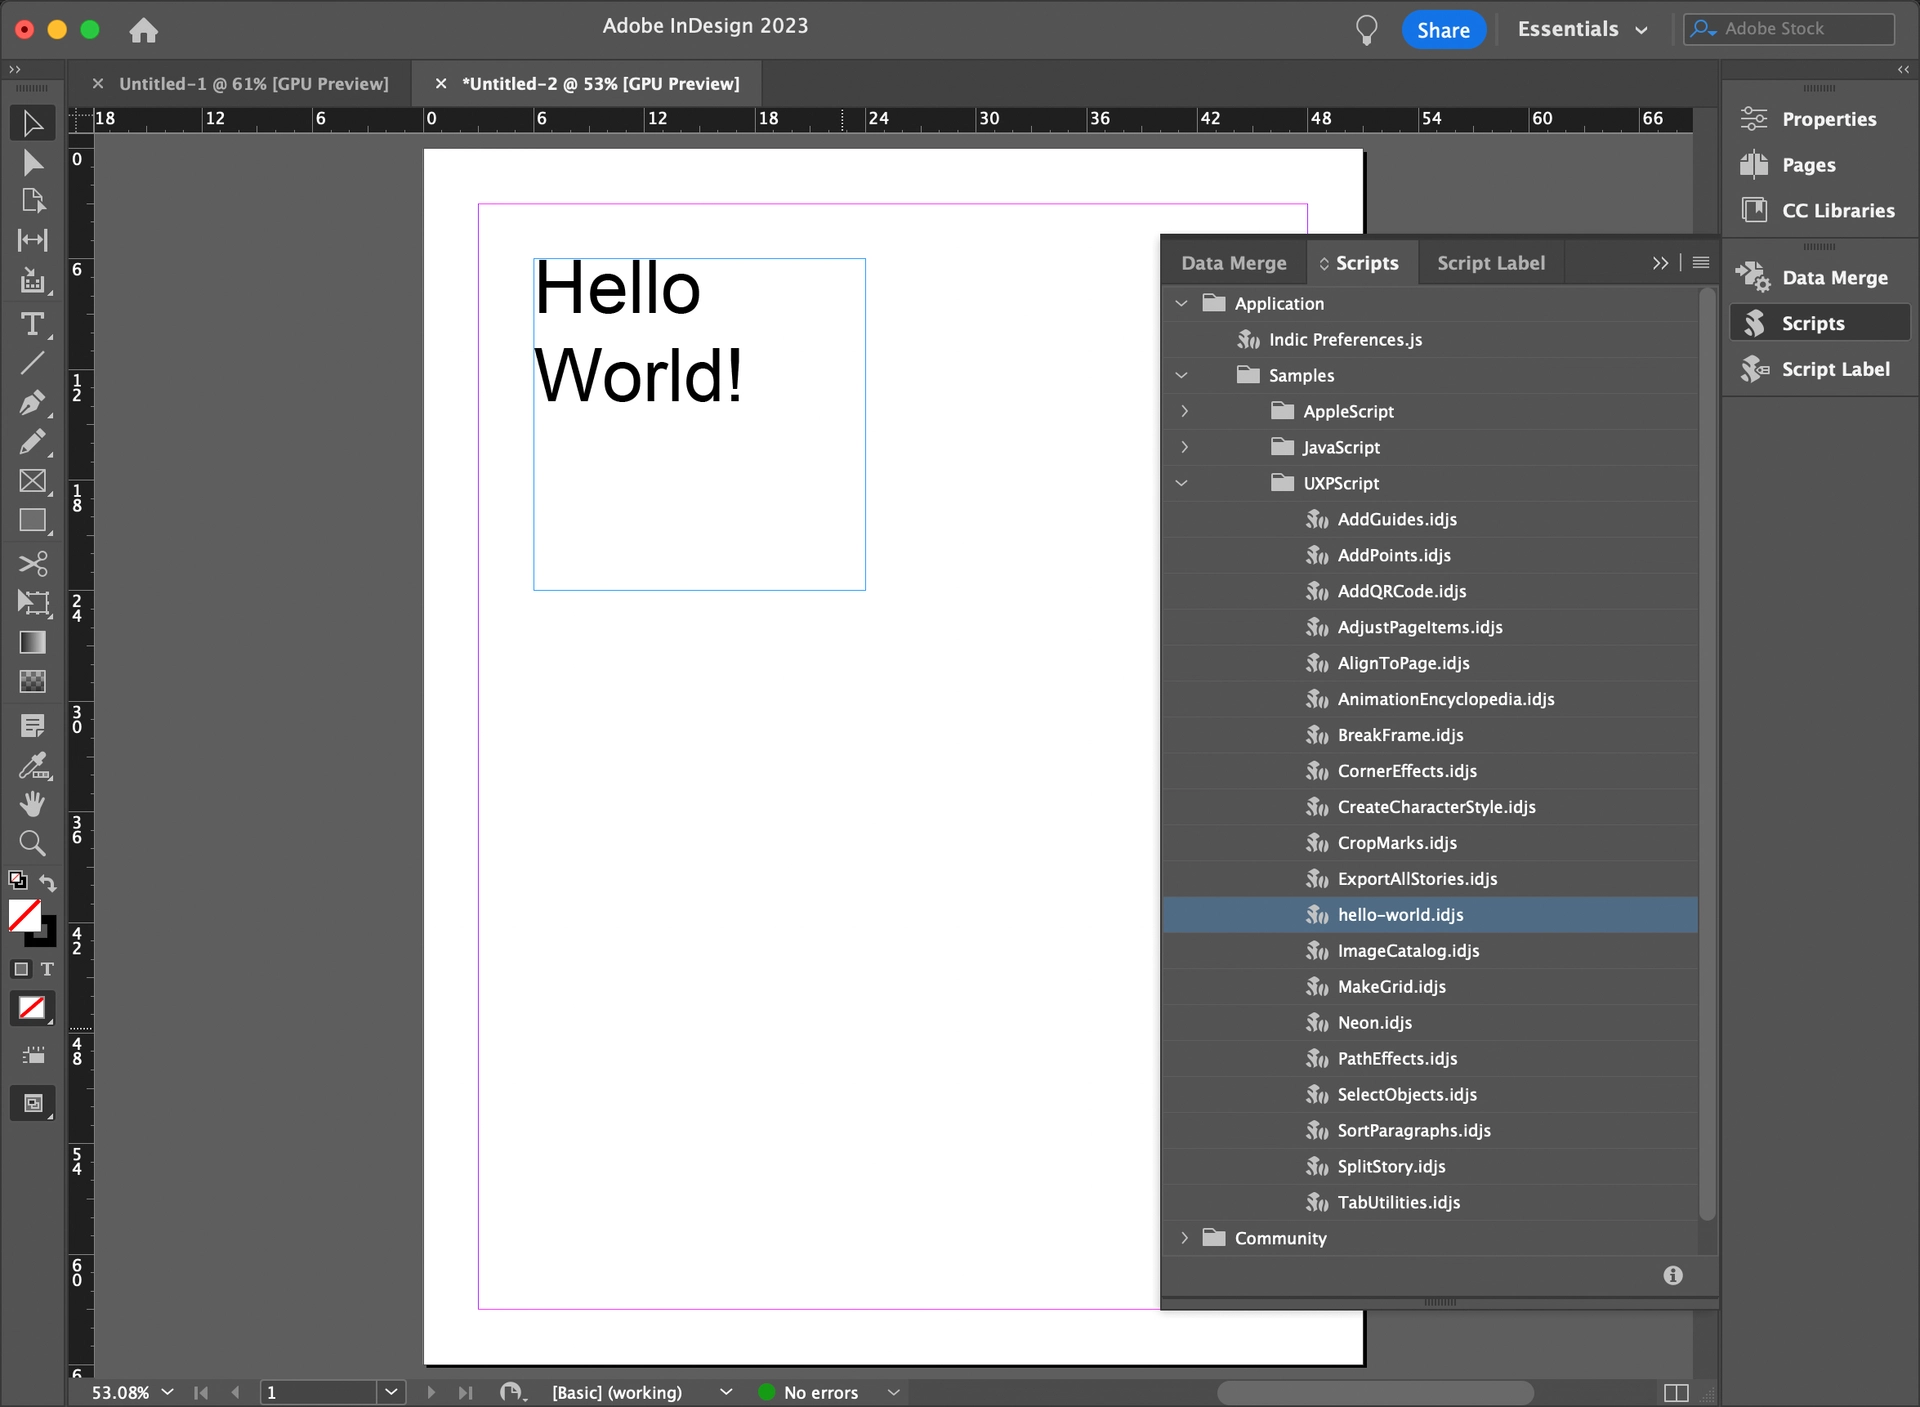 Adobe InDesign 2023
Share
Essentials
Adobe Stock
Untitled-1 @ 61% [GPU Preview]
*Untitled-2 @ 53% [GPU Preview]
18 12 6 0 6 12 18 24 30 36 42 48 54 60 66
0
6
12
18
24
30
36
42
48
54
60
6
Hello
World!
Data Merge
Scripts
Script Label
Application
Indic Preferences.js
Samples
AppleScript
JavaScript
UXPScript
AddGuides.idjs
AddPoints.idjs
AddQRCode.idjs
AdjustPageItems.idjs
AlignToPage.idjs
AnimationEncyclopedia.idjs
BreakFrame.idjs
CornerEffects.idjs
CreateCharacterStyle.idjs
CropMarks.idjs
ExportAllStories.idjs
hello-world.idjs
ImageCatalog.idjs
MakeGrid.idjs
Neon.idjs
PathEffects.idjs
SelectObjects.idjs
SortParagraphs.idjs
SplitStory.idjs
TabUtilities.idjs
Community
Properties
Pages
CC Libraries
Data Merge
Scripts
Script Label
53.08%
1
[Basic] (working)
No errors